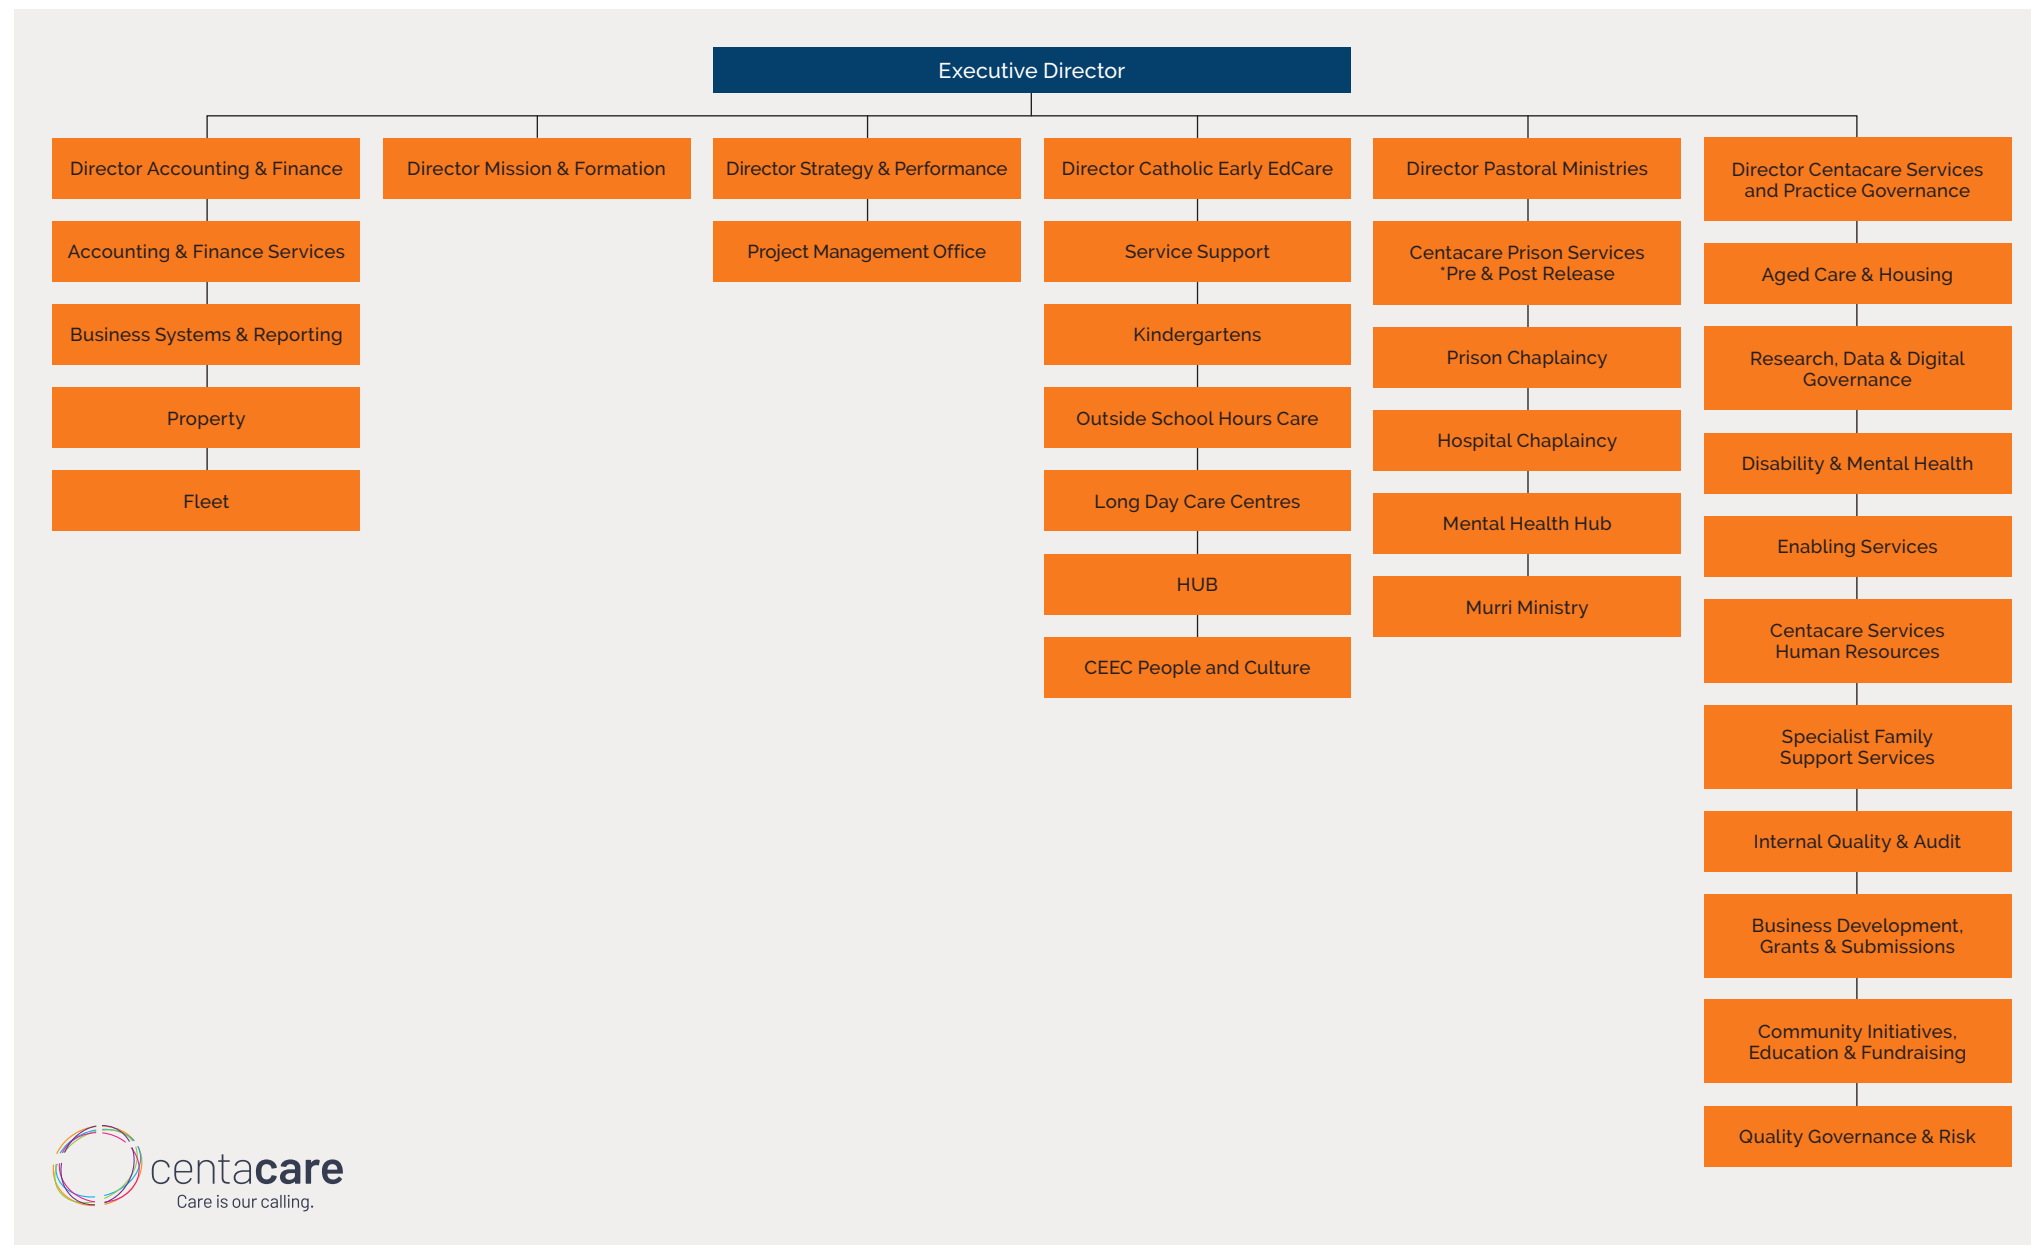 Executive Director
Director Accounting & Finance
Accounting & Finance Services
Business Systems & Reporting
Property
Fleet
Director Mission & Formation
Director Strategy & Performance
Project Management Office
Director Catholic Early EdCare
Service Support
Kindergartens
Outside School Hours Care
Long Day Care Centres
HUB
CEEC People and Culture
Director Pastoral Ministries
Centacare Prison Services
*Pre & Post Release
Prison Chaplaincy
Hospital Chaplaincy
Mental Health Hub
Murri Ministry
Director Centacare Services
and Practice Governance
Aged Care & Housing
Research, Data & Digital
Governance
Disability & Mental Health
Enabling Services
Centacare Services
Human Resources
Specialist Family
Support Services
Internal Quality & Audit
Business Development,
Grants & Submissions
Community Initiatives,
Education & Fundraising
Quality Governance & Risk
centacare
Care is our calling.